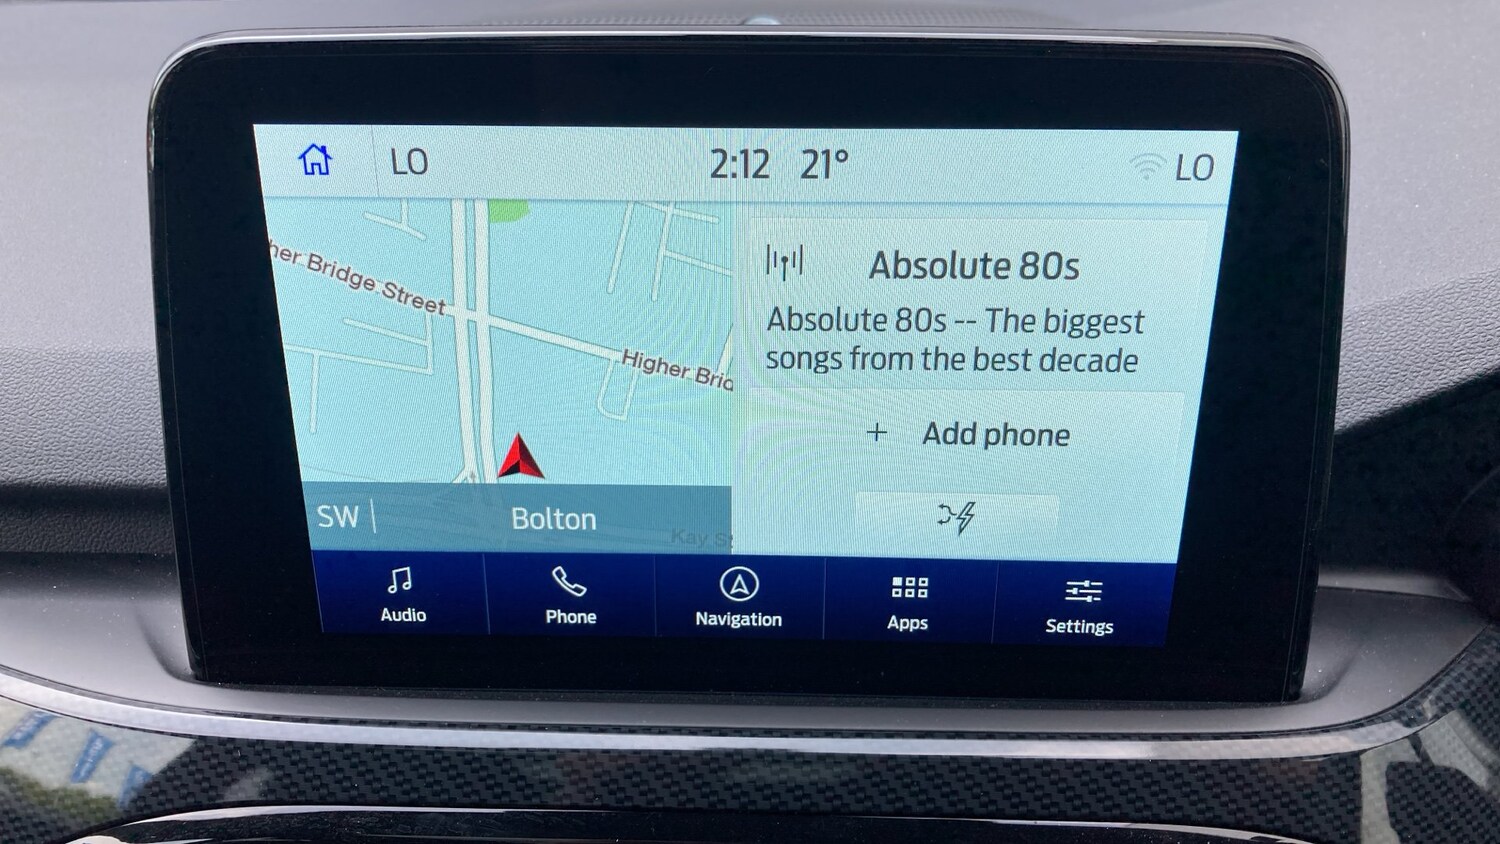 LO
2:12 21°
LO
her Bridge Street
Higher Bric
SW
Bolton
Kay S
Absolute 80s
Absolute 80s -- The biggest
songs from the best decade
+ Add phone
Audio
Phone
Navigation
Apps
Settings